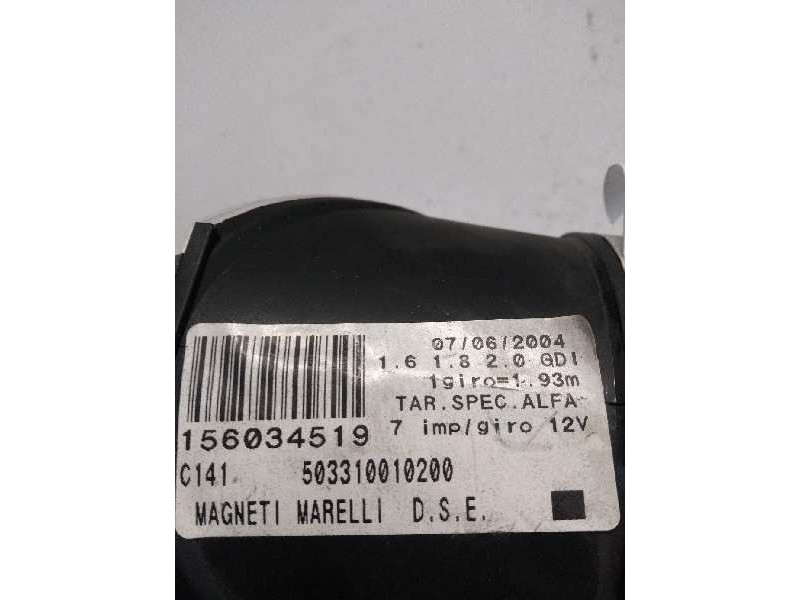 07/06/2004
1.6 1.8 2.0 GDI
1giro=1.93m
TAR.SPEC.ALFA
156034519 7 imp/giro 12V
C141 503310010200
MAGNETI MARELLI D.S.E.